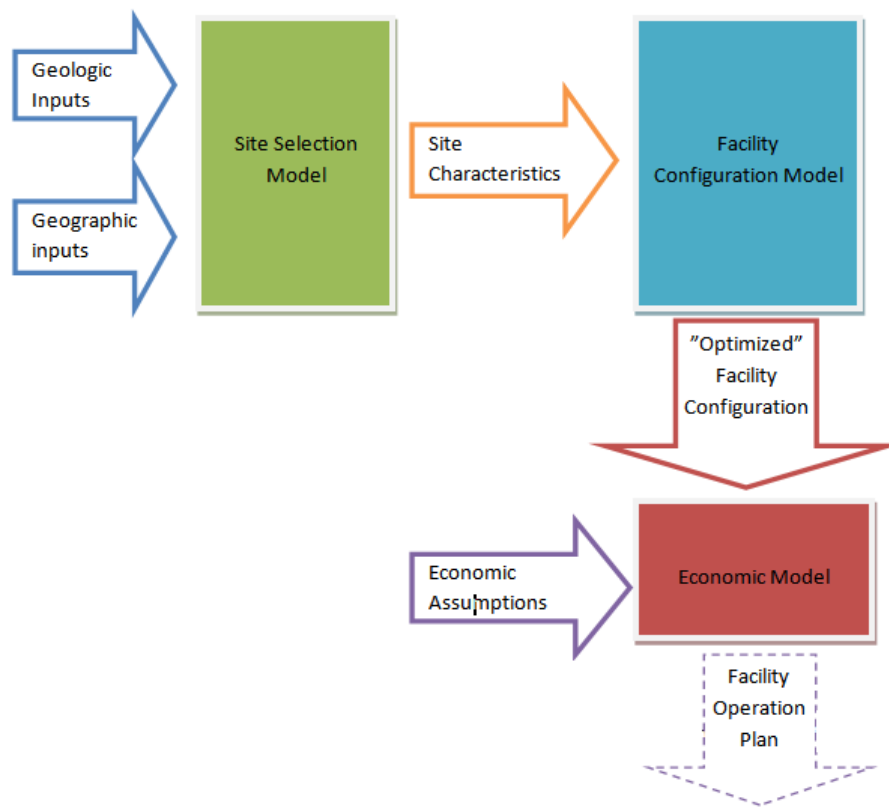 Geologic
Inputs
Geographic
inputs
Site Selection
Model
Site
Characteristics
Facility
Configuration Model
”Optimized”
Facility
Configuration
Economic
Assumptions
Economic Model
Facility
Operation
Plan